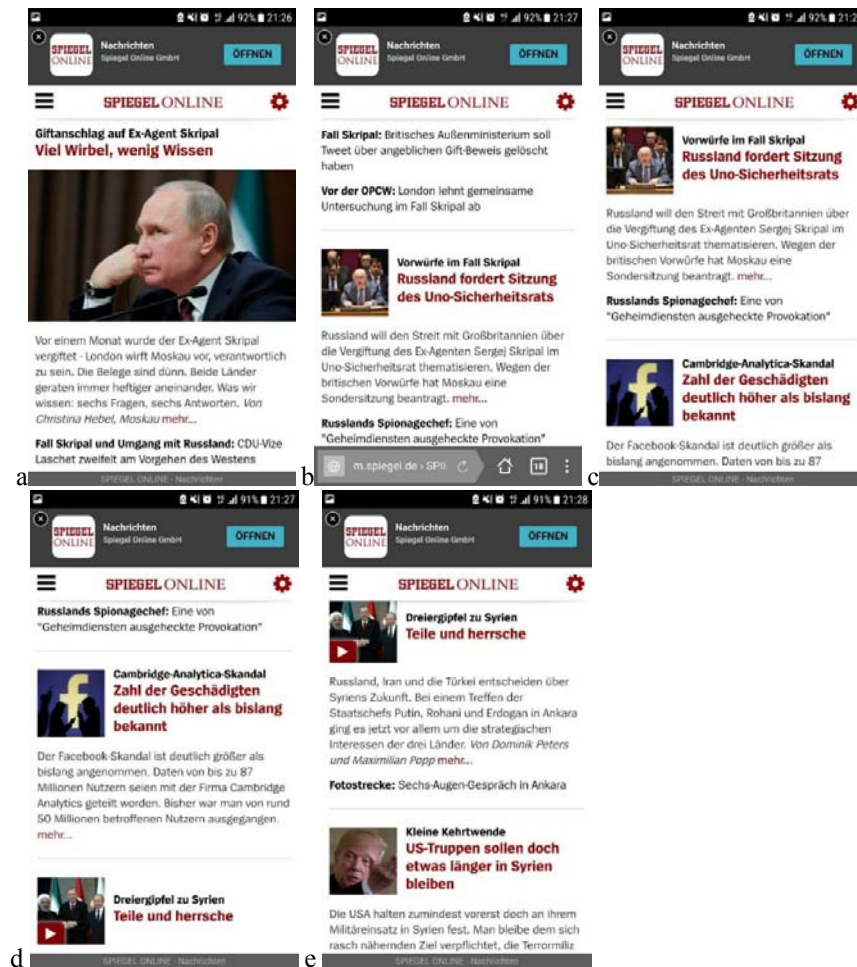 92% 21:26
Nachrichten
Spiegel Online GmbH
SPIEGEL
ONLINE
ÖFFNEN
SPIEGEL ONLINE
Giftanschlag auf Ex-Agent Skripal
Viel Wirbel, wenig Wissen
Vor einem Monat wurde der Ex-Agent Skripal
vergiftet - London wirft Moskau vor, verantwortlich
zu sein. Die Belege sind dünn. Beide Länder
geraten immer heftiger aneinander. Was wir
wissen: sechs Fragen, sechs Antworten. Von
Christina Hebel, Moskau mehr...
Fall Skripal und Umgang mit Russland: CDU-Vize
Laschet zweifelt am Vorgehen des Westens
SPIEGEL ONLINE - Nachrichten
a
92% 21:27
Nachrichten
Spiegel Online GmbH
SPIEGEL
ONLINE
ÖFFNEN
SPIEGEL ONLINE
Fall Skripal: Britisches Außenministerium soll
Tweet über angeblichen Gift-Beweis gelöscht
haben
Vor der OPCW: London lehnt gemeinsame
Untersuchung im Fall Skripal ab
Vorwürfe im Fall Skripal
Russland fordert Sitzung
des Uno-Sicherheitsrats
Russland will den Streit mit Großbritannien über
die Vergiftung des Ex-Agenten Sergej Skripal im
Uno-Sicherheitsrat thematisieren. Wegen der
britischen Vorwürfe hat Moskau eine
Sondersitzung beantragt. mehr...
Russlands Spionagechef: Eine von
"Geheimdiensten ausgeheckte Provokation"
m.spiegel.de › SPI
18
b
92% 21:2
Nachrichten
Spiegel Online GmbH
SPIEGEL
ONLINE
ÖFFNEN
SPIEGEL ONLINE
Vorwürfe im Fall Skripal
Russland fordert Sitzung
des Uno-Sicherheitsrats
Russland will den Streit mit Großbritannien über
die Vergiftung des Ex-Agenten Sergej Skripal im
Uno-Sicherheitsrat thematisieren. Wegen der
britischen Vorwürfe hat Moskau eine
Sondersitzung beantragt. mehr...
Russlands Spionagechef: Eine von
"Geheimdiensten ausgeheckte Provokation"
Cambridge-Analytica-Skandal
Zahl der Geschädigten
deutlich höher als bislang
bekannt
Der Facebook-Skandal ist deutlich größer als
bislang angenommen. Daten von bis zu 87
SPIEGEL ONLINE - Nachrichten
c
91% 21:27
Nachrichten
Spiegel Online GmbH
SPIEGEL
ONLINE
ÖFFNEN
SPIEGEL ONLINE
Russlands Spionagechef: Eine von
"Geheimdiensten ausgeheckte Provokation"
Cambridge-Analytica-Skandal
Zahl der Geschädigten
deutlich höher als bislang
bekannt
Der Facebook-Skandal ist deutlich größer als
bislang angenommen. Daten von bis zu 87
Millionen Nutzern seien mit der Firma Cambridge
Analytics geteilt worden. Bisher war man von rund
50 Millionen betroffenen Nutzern ausgegangen.
mehr...
Dreiergipfel zu Syrien
Teile und herrsche
SPIEGEL ONLINE - Nachrichten
d
91% 21:28
Nachrichten
Spiegel Online GmbH
SPIEGEL
ONLINE
ÖFFNEN
SPIEGEL ONLINE
Dreiergipfel zu Syrien
Teile und herrsche
Russland, Iran und die Türkei entscheiden über
Syriens Zukunft. Bei einem Treffen der
Staatschefs Putin, Rohani und Erdogan in Ankara
ging es jetzt vor allem um die strategischen
Interessen der drei Länder. Von Dominik Peters
und Maximilian Popp mehr...
Fotostrecke: Sechs-Augen-Gespräch in Ankara
Kleine Kehrtwende
US-Truppen sollen doch
etwas länger in Syrien
bleiben
Die USA halten zumindest vorerst doch an ihrem
Militäreinsatz in Syrien fest. Man bleibe dem sich
rasch nähernden Ziel verpflichtet, die Terrormiliz
SPIEGEL ONLINE - Nachrichten
e